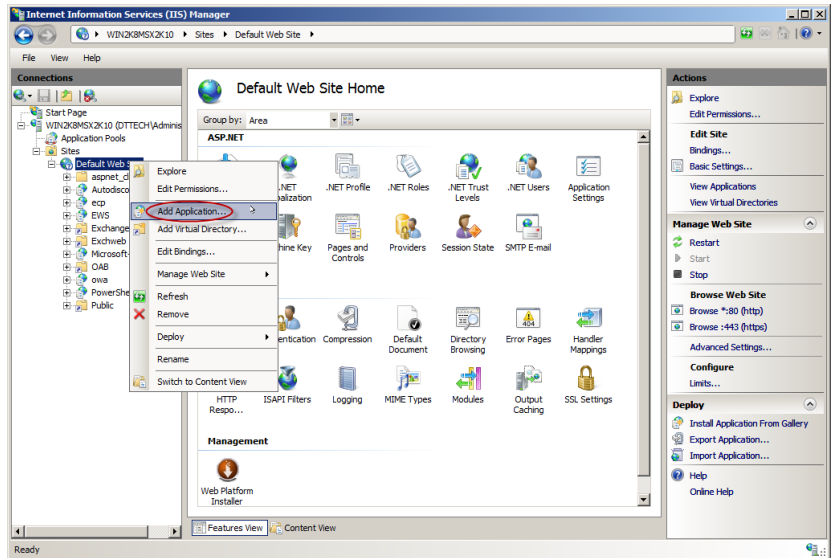 Internet Information Services (IIS) Manager
WIN2K8MSX2K10 Sites Default Web Site
File View Help
Connections
Start Page
WIN2K8MSX2K10 (DTTECH\Adminis
Application Pools
Sites
Default Web S
aspnet_cl
Autodisco
ecp
EWS
Exchange
Exchweb
Microsoft-
OAB
owa
PowerShe
Public
Explore
Edit Permissions...
Add Application...
Add Virtual Directory...
Edit Bindings...
Manage Web Site
Refresh
Remove
Deploy
Rename
Switch to Content View
Default Web Site Home
Group by: Area
ASP.NET
.NET
alization
.NET Profile
.NET Roles
.NET Trust
Levels
.NET Users
Application
Settings
hine Key
Pages and
Controls
Providers
Session State
SMTP E-mail
entication
Compression
Default
Document
Directory
Browsing
404
Error Pages
Handler
Mappings
HTTP
Respo...
ISAPI Filters
Logging
MIME Types
Modules
Output
Caching
SSL Settings
Management
Web Platform
Installer
Features View Content View
Actions
Explore
Edit Permissions...
Edit Site
Bindings...
Basic Settings...
View Applications
View Virtual Directories
Manage Web Site
Restart
Start
Stop
Browse Web Site
Browse *:80 (http)
Browse :443 (https)
Advanced Settings...
Configure
Limits...
Deploy
Install Application From Gallery
Export Application...
Import Application...
Help
Online Help
Ready